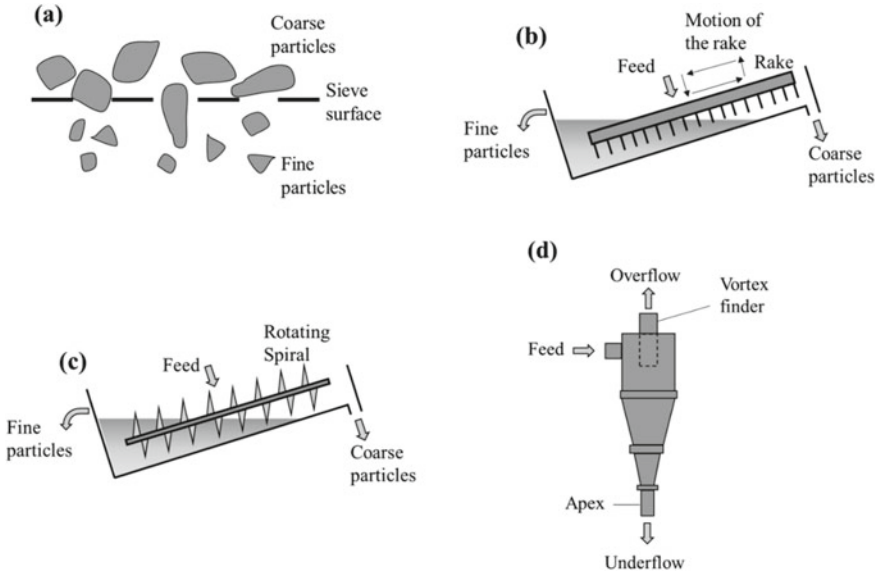 (a)
Coarse
particles
Sieve
surface
Fine
particles
(b)
Motion of
the rake
Feed
Rake
Fine
particles
Coarse
particles
(c)
Feed
Rotating
Spiral
Fine
particles
Coarse
particles
(d)
Overflow
Vortex
finder
Feed
Apex
Underflow